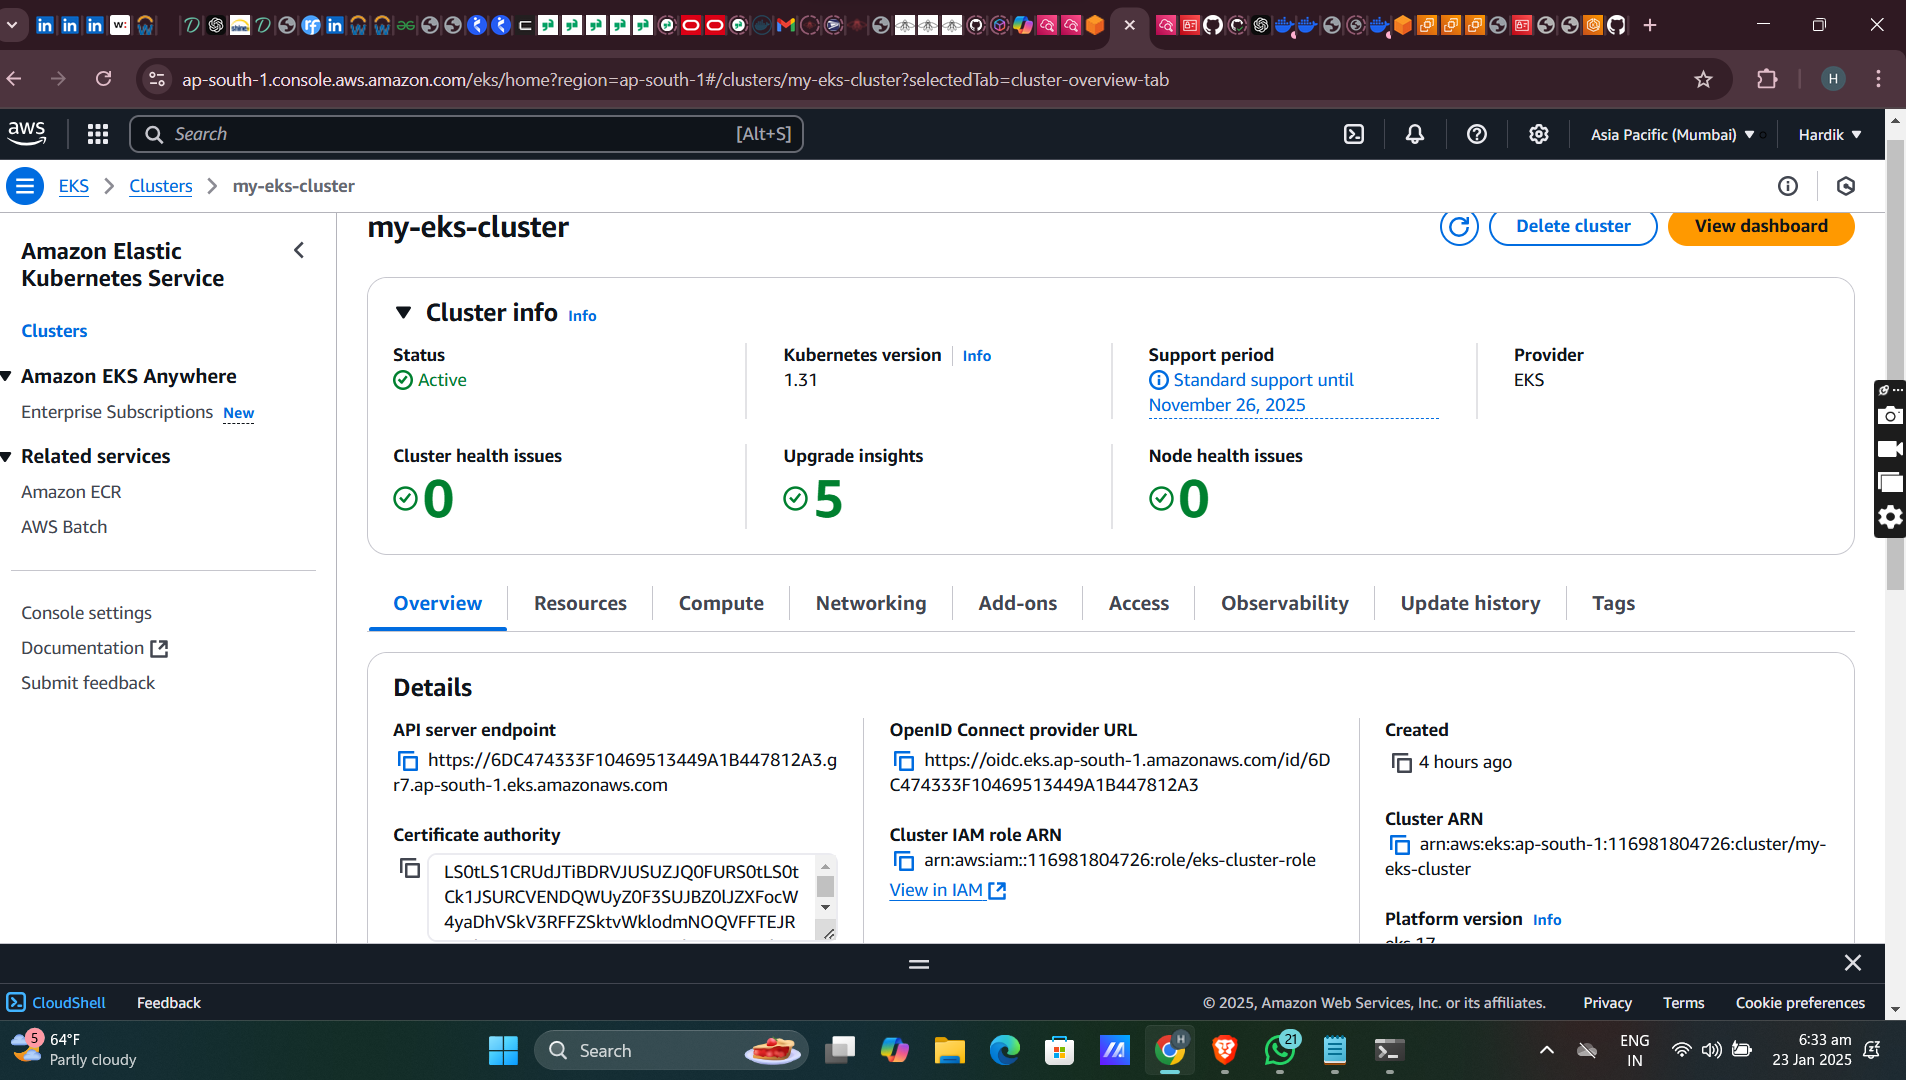 ap-south-1.console.aws.amazon.com/eks/home?region=ap-south-1#/clusters/my-eks-cluster?selectedTab=cluster-overview-tab
H
aws
Search
[Alt+S]
Asia Pacific (Mumbai)
Hardik
EKS
Clusters
my-eks-cluster
Amazon Elastic
Kubernetes Service
Clusters
Amazon EKS Anywhere
Enterprise Subscriptions New
Related services
Amazon ECR
AWS Batch
Console settings
Documentation
Submit feedback
my-eks-cluster
Delete cluster
View dashboard
Cluster info Info
Status
Active
Kubernetes version Info
1.31
Support period
Standard support until
November 26, 2025
Provider
EKS
Cluster health issues
0
Upgrade insights
5
Node health issues
0
Overview
Resources
Compute
Networking
Add-ons
Access
Observability
Update history
Tags
Details
API server endpoint
https://6DC474333F10469513449A1B447812A3.g
r7.ap-south-1.eks.amazonaws.com
Certificate authority
LS0tLS1CRUdJTiBDRVJUSUZJQ0FURS0tLS0t
Ck1JSURCVENDQWUyZ0F3SUJBZ0lJZXFocW
4yaDhVSkV3RFFZSktvWklodmNOQVFFTEJR
OpenID Connect provider URL
https://oidc.eks.ap-south-1.amazonaws.com/id/6D
C474333F10469513449A1B447812A3
Cluster IAM role ARN
arn:aws:iam::116981804726:role/eks-cluster-role
View in IAM
Created
4 hours ago
Cluster ARN
arn:aws:eks:ap-south-1:116981804726:cluster/my-
eks-cluster
Platform version Info
eks.17
CloudShell
Feedback
© 2025, Amazon Web Services, Inc. or its affiliates.
Privacy
Terms
Cookie preferences
5
64°F
Partly cloudy
Search
H
21
ENG
IN
6:33 am
23 Jan 2025